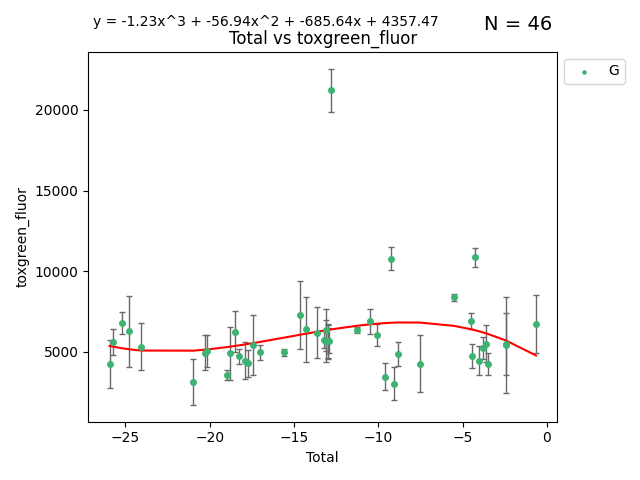 y = -1.23x^3 + -56.94x^2 + -685.64x + 4357.47
N = 46
Total vs toxgreen_fluor
G
20000
15000
10000
5000
toxgreen_fluor
−25 −20 −15 −10 −5 0
Total